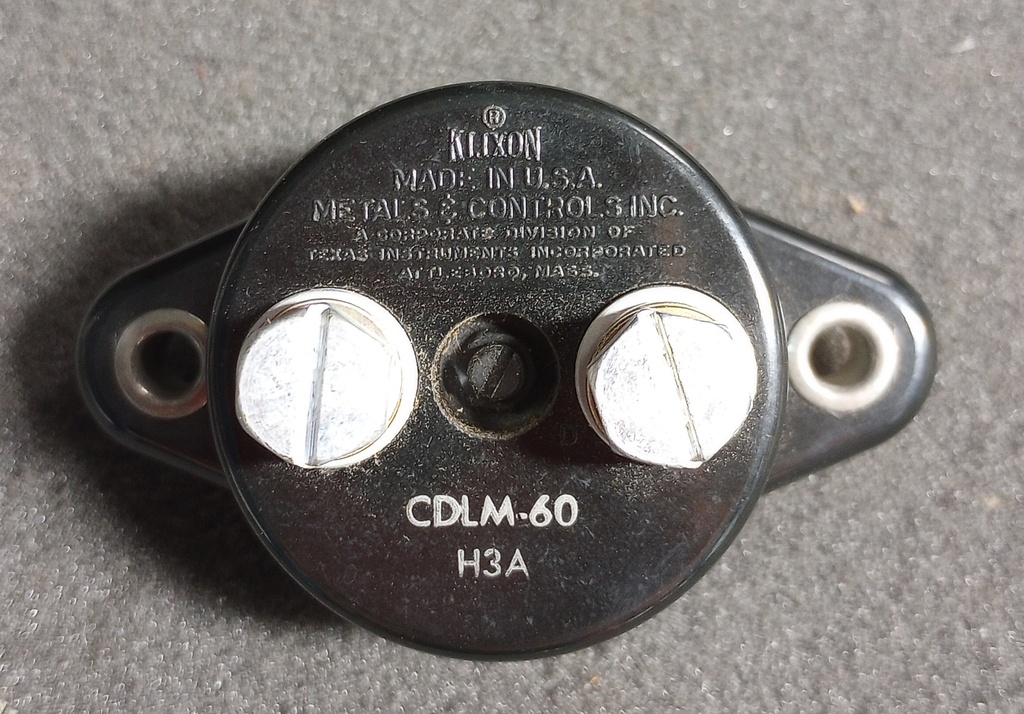 ®
KLIXON
MADE IN U.S.A.
METALS & CONTROLS INC.
A CORPORATE DIVISION OF
TEXAS INSTRUMENTS INCORPORATED
ATTLEBORO, MASS.
D
CDLM-60
H3A